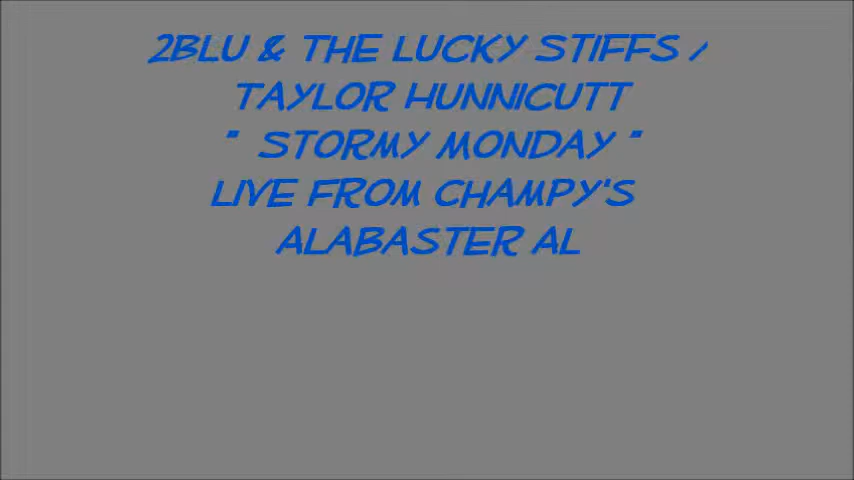 2BLU & THE LUCKY STIFFS /
TAYLOR HUNNICUTT
" STORMY MONDAY "
LIVE FROM CHAMPY'S
ALABASTER AL